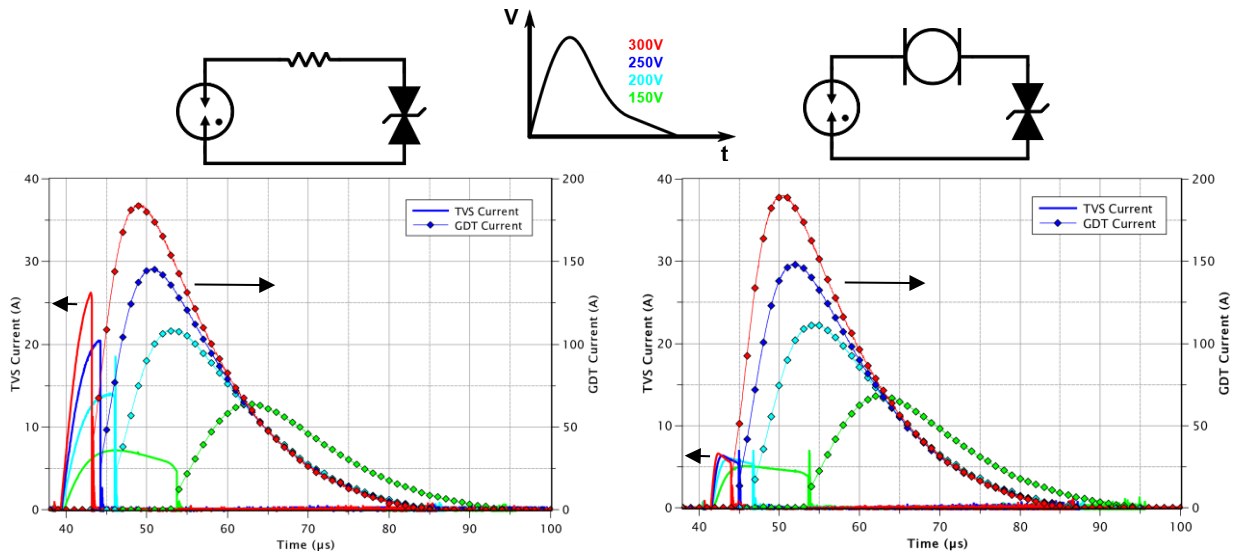 V
300V
250V
200V
150V
t
40 200
TVS Current
GDT Current
30 150
20 100
10 50
0 0
TVS Current (A)
GDT Current (A)
40 50 60 70 80 90 100
Time (µs)
40 200
TVS Current
GDT Current
30 150
20 100
10 50
0 0
TVS Current (A)
GDT Current (A)
40 50 60 70 80 90 100
Time (µs)